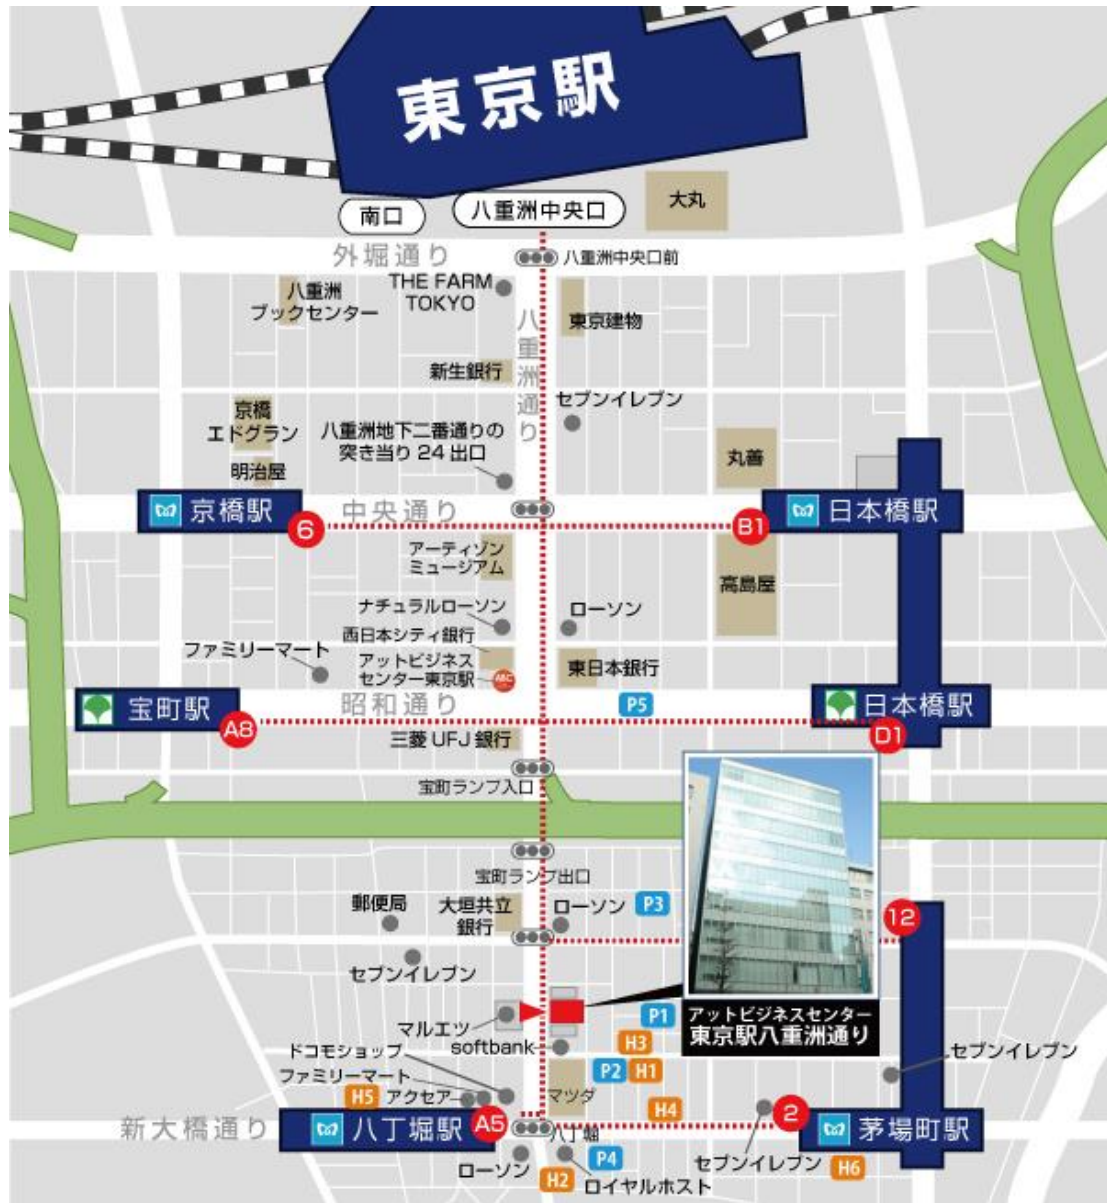 東京駅
南口
八重洲中央口
大丸
外堀通り
八重洲中央口前
八重洲
ブックセンター
THE FARM
TOKYO
八重洲通り
東京建物
新生銀行
京橋
エドグラン
八重洲地下二番通りの
突き当り 24 出口
セブンイレブン
明治屋
丸善
京橋駅
6
中央通り
B1
日本橋駅
アーティゾン
ミュージアム
高島屋
ナチュラルローソン
ローソン
西日本シティ銀行
ファミリーマート
アットビジネス
センター東京駅
ABC
東日本銀行
宝町駅
A8
昭和通り
P5
日本橋駅
D1
三菱 UFJ 銀行
宝町ランプ入口
宝町ランプ出口
郵便局
大垣共立
銀行
ローソン
P3
12
セブンイレブン
マルエツ
P1
アットビジネスセンター
東京駅八重洲通り
softbank
H3
ドコモショップ
セブンイレブン
ファミリーマート
P2
H1
H5
アクセア
マツダ
H4
新大橋通り
八丁堀駅
A5
八丁堀
2
茅場町駅
ローソン
H2
P4
ロイヤルホスト
セブンイレブン
H6